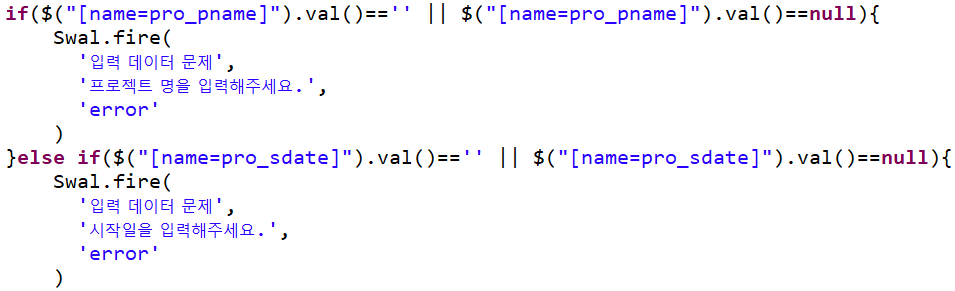 if($("[name=pro_pname]").val()=='' || $("[name=pro_pname]").val()==null){
    Swal.fire(
      '입력 데이터 문제',
      '프로젝트 명을 입력해주세요.',
      'error'
    )
}else if($("[name=pro_sdate]").val()=='' || $("[name=pro_sdate]").val()==null){
    Swal.fire(
      '입력 데이터 문제',
      '시작일을 입력해주세요.',
      'error'
    )